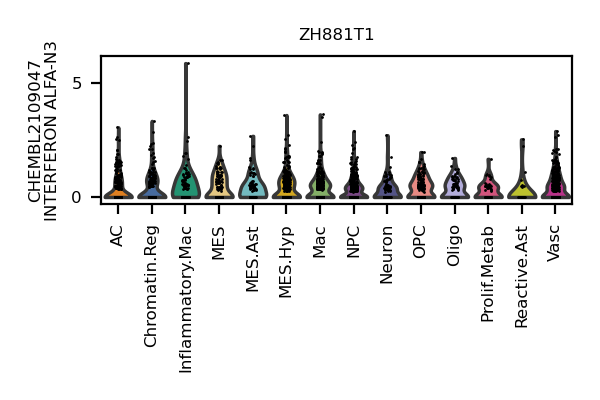 ZH881T1
CHEMBL2109047
INTERFERON ALFA-N3
5
0
AC
Chromatin.Reg
Inflammatory.Mac
MES
MES.Ast
MES.Hyp
Mac
NPC
Neuron
OPC
Oligo
Prolif.Metab
Reactive.Ast
Vasc